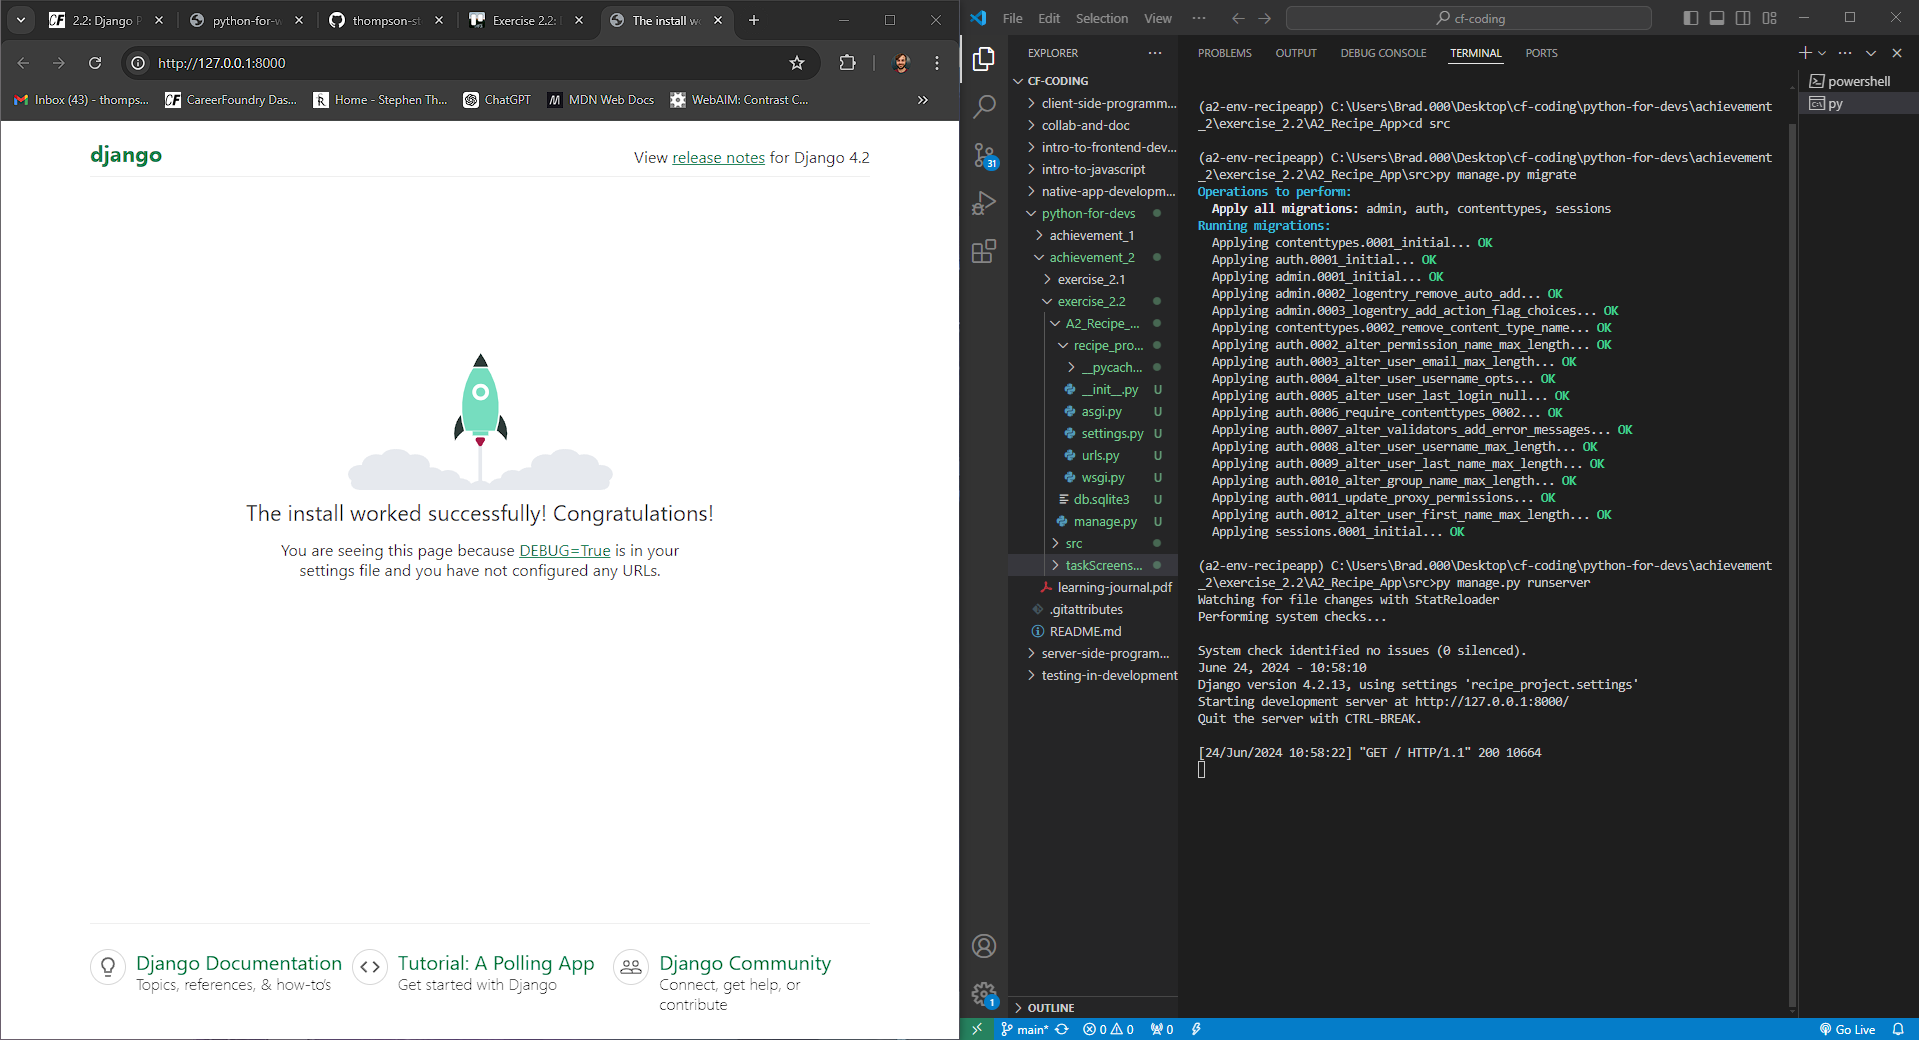 2.2: Django P
python-for-w
thompson-st
Exercise 2.2:
The install w
http://127.0.0.1:8000
Inbox (43) - thomps...
CareerFoundry Das...
Home - Stephen Th...
ChatGPT
MDN Web Docs
WebAIM: Contrast C...
django
View release notes for Django 4.2
The install worked successfully! Congratulations!
You are seeing this page because DEBUG=True is in your
settings file and you have not configured any URLs.
Django Documentation
Topics, references, & how-to's
Tutorial: A Polling App
Get started with Django
Django Community
Connect, get help, or
contribute
File Edit Selection View ...
cf-coding
EXPLORER
CF-CODING
client-side-programm...
collab-and-doc
intro-to-frontend-dev...
intro-to-javascript
native-app-developm...
python-for-devs
achievement_1
achievement_2
exercise_2.1
exercise_2.2
A2_Recipe_...
recipe_pro...
__pycach...
__init__.py U
asgi.py U
settings.py U
urls.py U
wsgi.py U
db.sqlite3 U
manage.py U
src
taskScreens...
learning-journal.pdf
.gitattributes
README.md
server-side-program...
testing-in-development
OUTLINE
31
1
PROBLEMS OUTPUT DEBUG CONSOLE TERMINAL PORTS
powershell
py
(a2-env-recipeapp) C:\Users\Brad.000\Desktop\cf-coding\python-for-devs\achievement
_2\exercise_2.2\A2_Recipe_App>cd src
(a2-env-recipeapp) C:\Users\Brad.000\Desktop\cf-coding\python-for-devs\achievement
_2\exercise_2.2\A2_Recipe_App\src>py manage.py migrate
Operations to perform:
Apply all migrations: admin, auth, contenttypes, sessions
Running migrations:
Applying contenttypes.0001_initial... OK
Applying auth.0001_initial... OK
Applying admin.0001_initial... OK
Applying admin.0002_logentry_remove_auto_add... OK
Applying admin.0003_logentry_add_action_flag_choices... OK
Applying contenttypes.0002_remove_content_type_name... OK
Applying auth.0002_alter_permission_name_max_length... OK
Applying auth.0003_alter_user_email_max_length... OK
Applying auth.0004_alter_user_username_opts... OK
Applying auth.0005_alter_user_last_login_null... OK
Applying auth.0006_require_contenttypes_0002... OK
Applying auth.0007_alter_validators_add_error_messages... OK
Applying auth.0008_alter_user_username_max_length... OK
Applying auth.0009_alter_user_last_name_max_length... OK
Applying auth.0010_alter_group_name_max_length... OK
Applying auth.0011_update_proxy_permissions... OK
Applying auth.0012_alter_user_first_name_max_length... OK
Applying sessions.0001_initial... OK
(a2-env-recipeapp) C:\Users\Brad.000\Desktop\cf-coding\python-for-devs\achievement
_2\exercise_2.2\A2_Recipe_App\src>py manage.py runserver
Watching for file changes with StatReloader
Performing system checks...
System check identified no issues (0 silenced).
June 24, 2024 - 10:58:10
Django version 4.2.13, using settings 'recipe_project.settings'
Starting development server at http://127.0.0.1:8000/
Quit the server with CTRL-BREAK.
[24/Jun/2024 10:58:22] "GET / HTTP/1.1" 200 10664
main* 0 0 0
Go Live